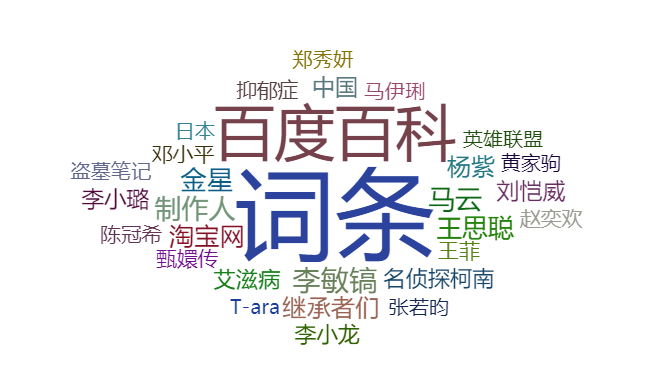 郑秀妍
抑郁症
中国
马伊琍
日本
百度百科
英雄联盟
邓小平
杨紫
黄家驹
盗墓笔记
金星
词条
李小璐
制作人
马云
刘恺威
陈冠希
淘宝网
王思聪
赵奕欢
甄嬛传
王菲
艾滋病
李敏镐
名侦探柯南
T-ara
继承者们
张若昀
李小龙